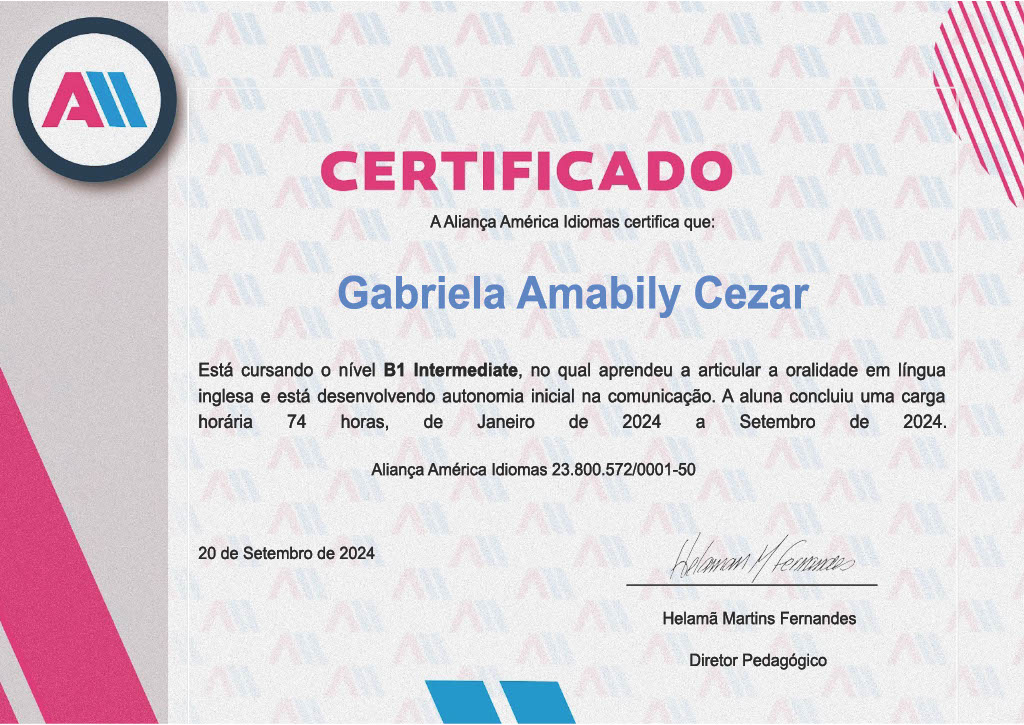 CERTIFICADO
A Aliança América Idiomas certifica que:
Gabriela Amabily Cezar
Está cursando o nível B1 Intermediate, no qual aprendeu a articular a oralidade em língua
inglesa e está desenvolvendo autonomia inicial na comunicação. A aluna concluiu uma carga
horária 74 horas, de Janeiro de 2024 a Setembro de 2024.
Aliança América Idiomas 23.800.572/0001-50
20 de Setembro de 2024
Helaman M Fernandes
Helamã Martins Fernandes
Diretor Pedagógico